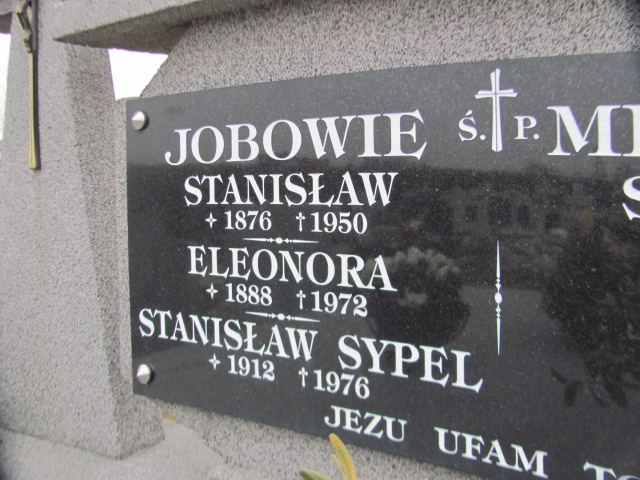 JOBOWIE Ś. P.
STANISŁAW
1876 †1950
ELEONORA
1888 †1972
STANISŁAW SYPEL
1912 †1976
JEZU UFAM